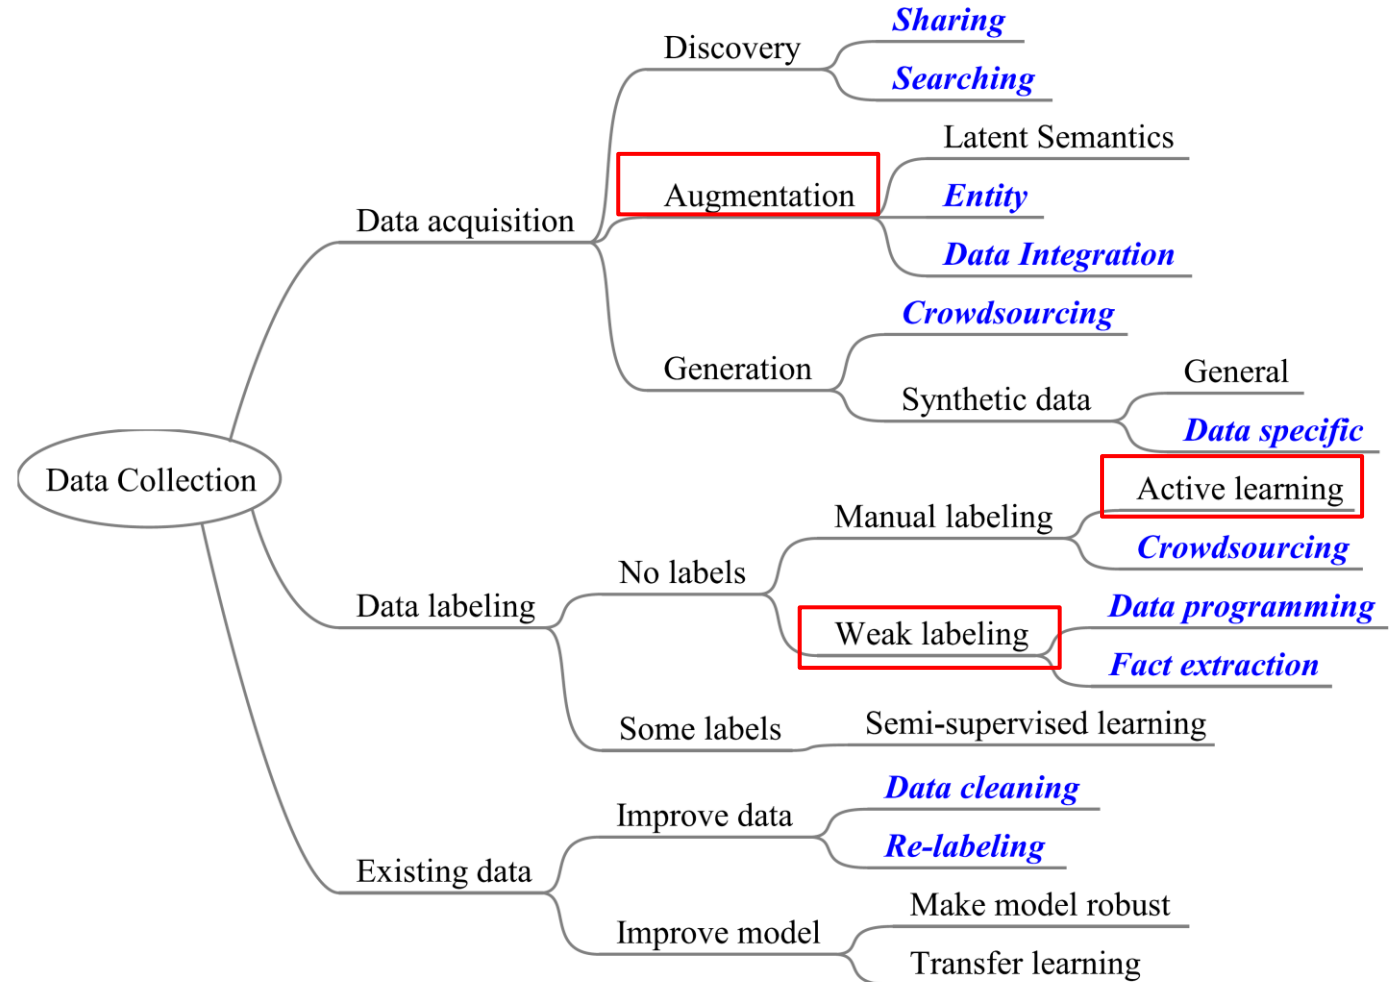 Sharing
Discovery
Searching
Latent Semantics
Augmentation
Entity
Data acquisition
Data Integration
Crowdsourcing
Generation
General
Synthetic data
Data specific
Data Collection
Active learning
Manual labeling
Crowdsourcing
No labels
Data labeling
Data programming
Weak labeling
Fact extraction
Some labels
Semi-supervised learning
Data cleaning
Improve data
Re-labeling
Existing data
Make model robust
Improve model
Transfer learning